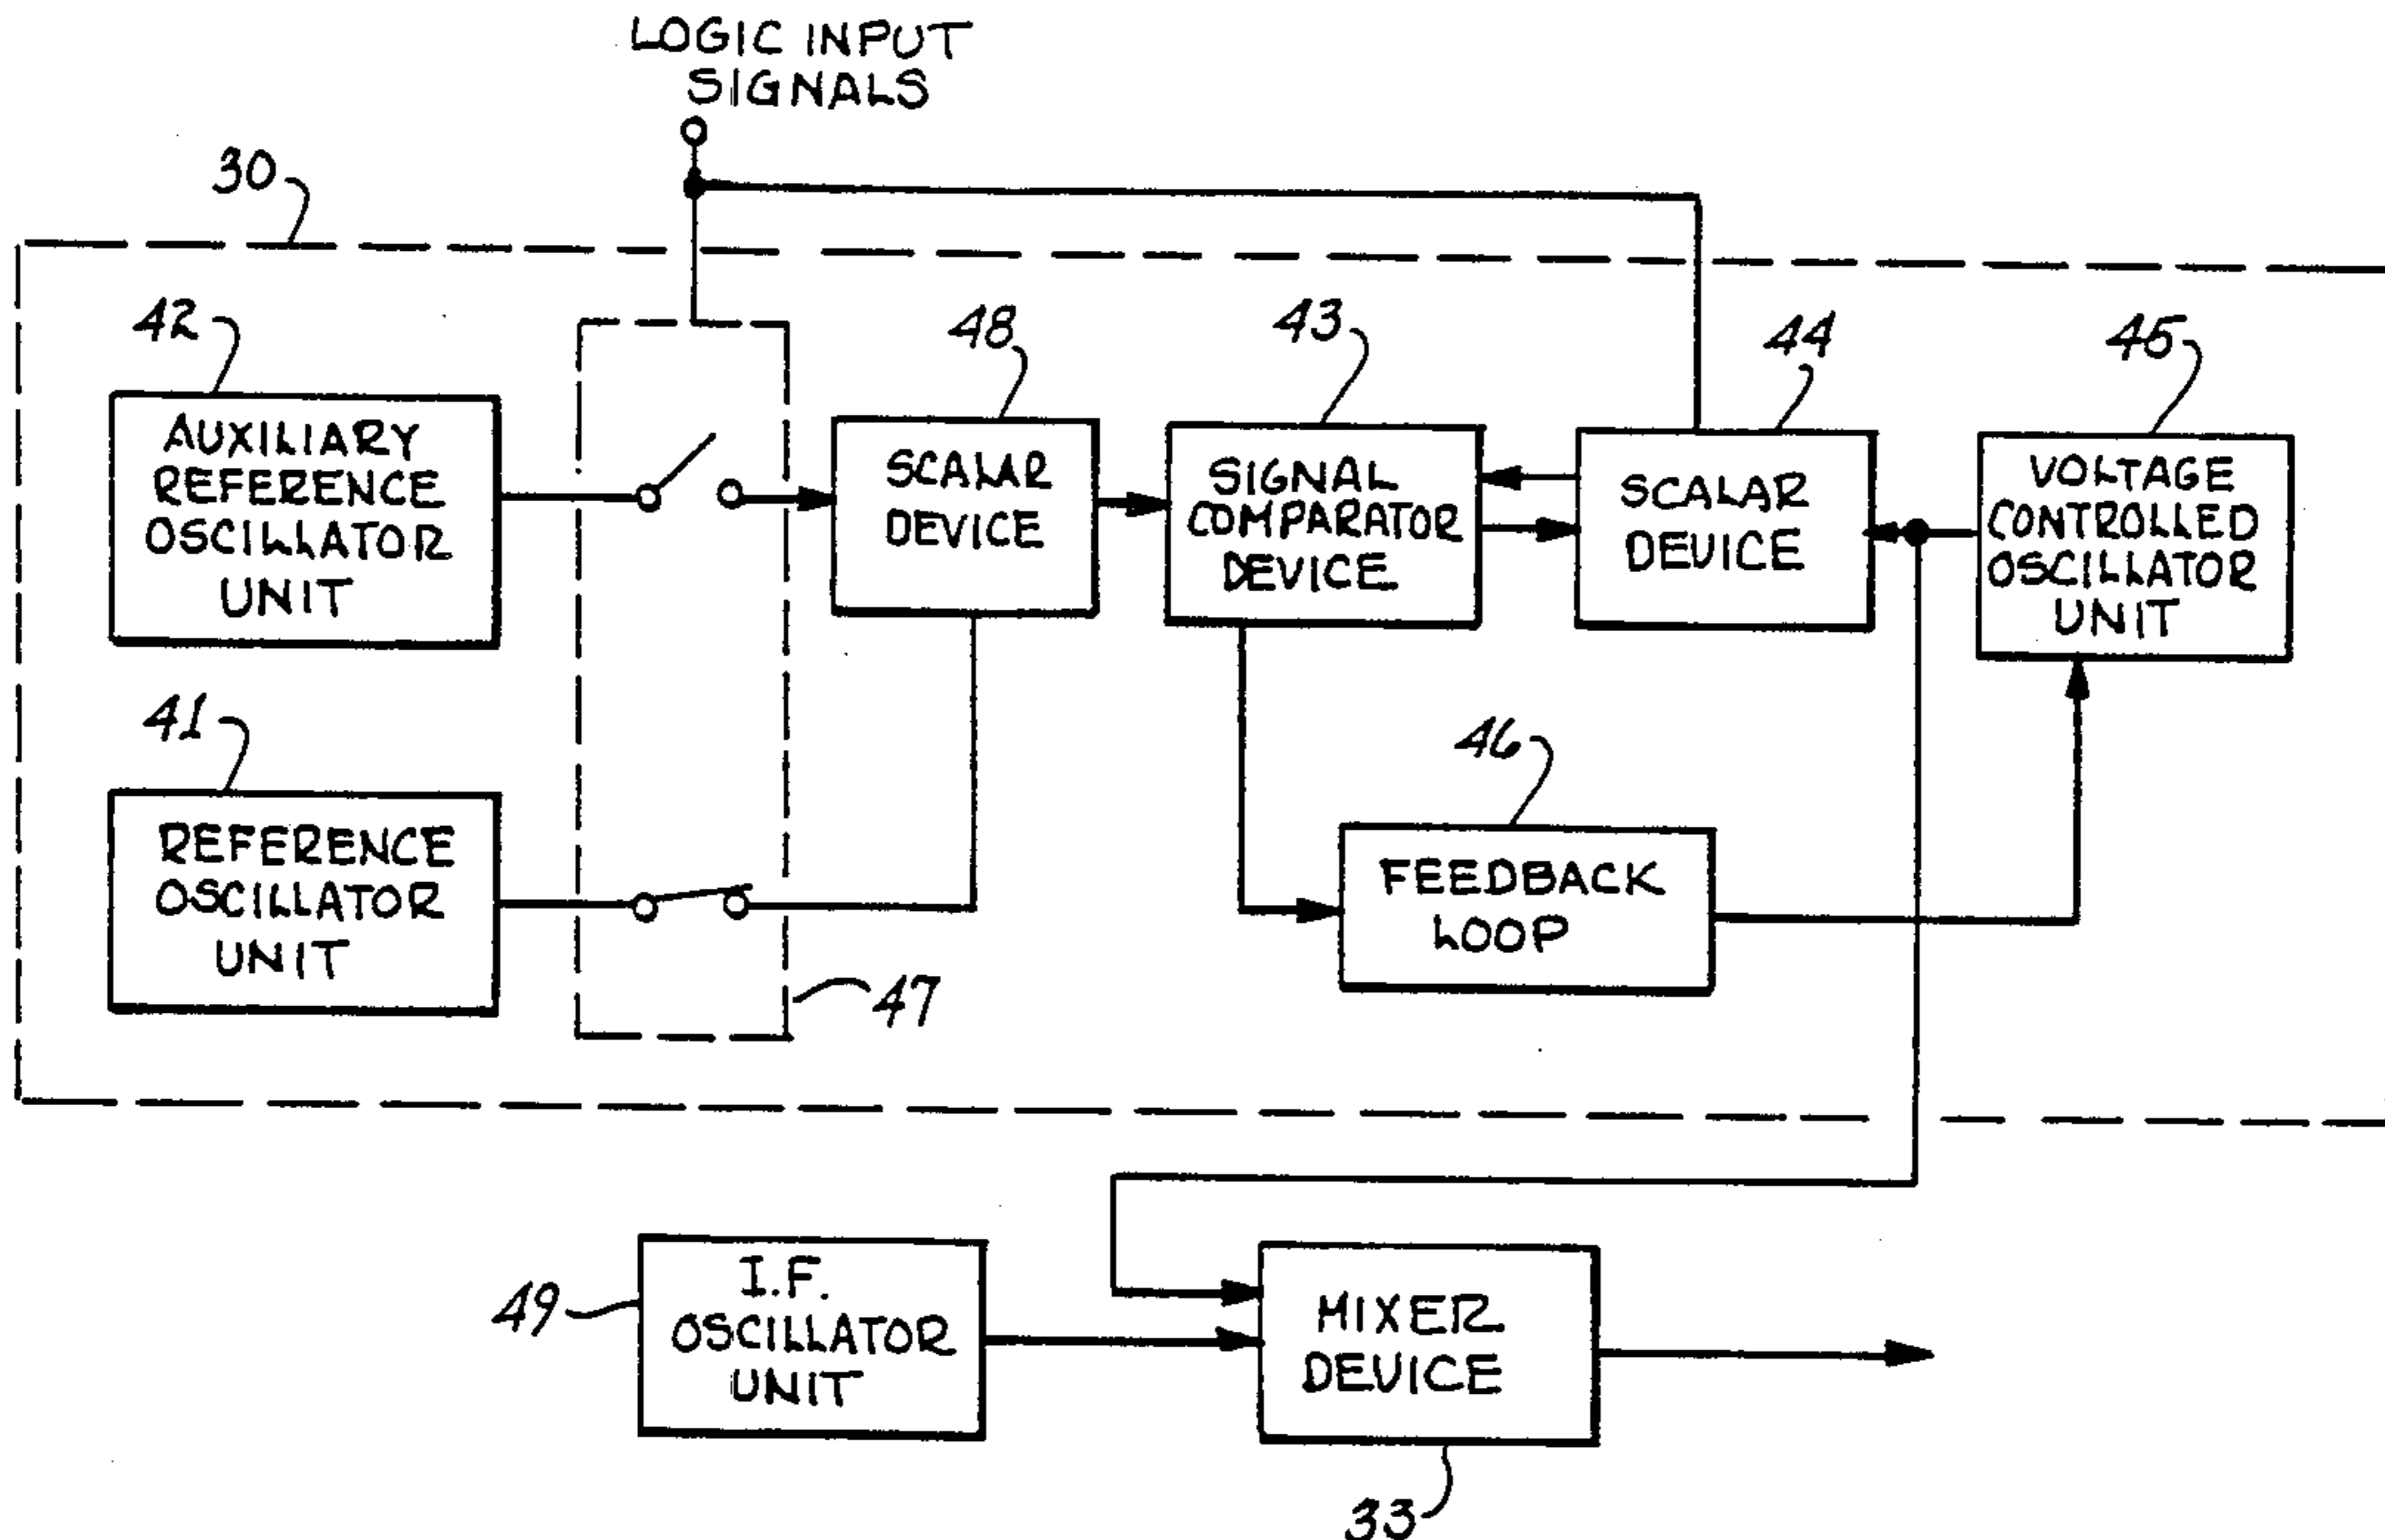 LOGIC INPUT
SIGNALS
30
42
48
43
44
45
AUXILIARY
REFERENCE
OSCILLATOR
UNIT
SCALAR
DEVICE
SIGNAL
COMPARATOR
DEVICE
SCALAR
DEVICE
VOLTAGE
CONTROLLED
OSCILLATOR
UNIT
41
46
REFERENCE
OSCILLATOR
UNIT
FEEDBACK
LOOP
47
49
I.F.
OSCILLATOR
UNIT
MIXER
DEVICE
33